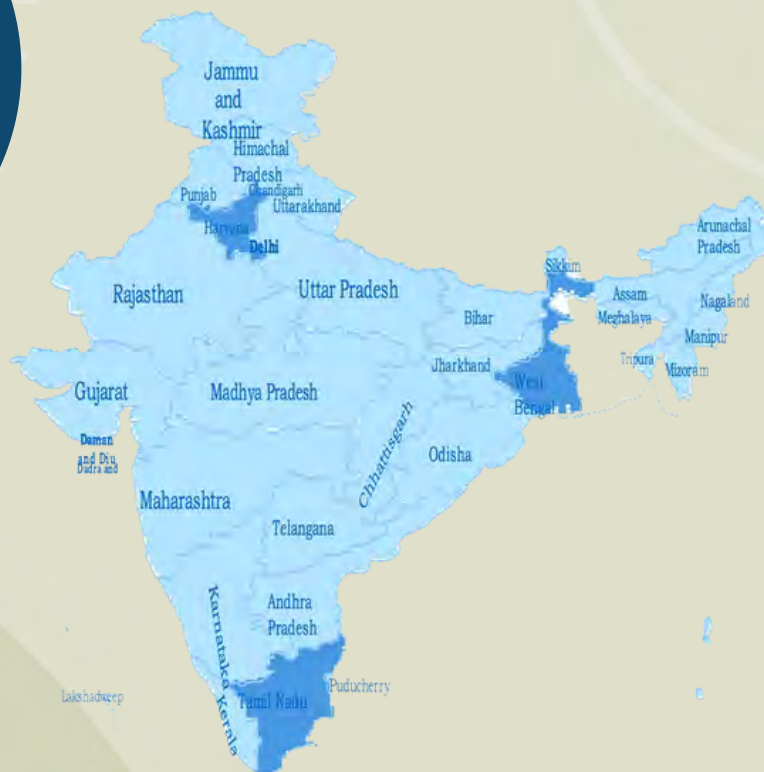 Jammu
and
Kashmir
Himachal
Pradesh
Chandigarh
Punjab
Uttarakhand
Haryana
Delhi
Arunachal
Pradesh
Sikkim
Rajasthan
Uttar Pradesh
Assam
Nagaland
Bihar
Meghalaya
Manipur
Jharkhand
Tripura
Mizoram
Gujarat
Madhya Pradesh
West
Bengal
Chhattisgarh
Odisha
Daman
and Diu
Dadra and
Maharashtra
Telangana
Karnataka
Andhra
Pradesh
Lakshadweep
Kerala
Tamil Nadu
Puducherry